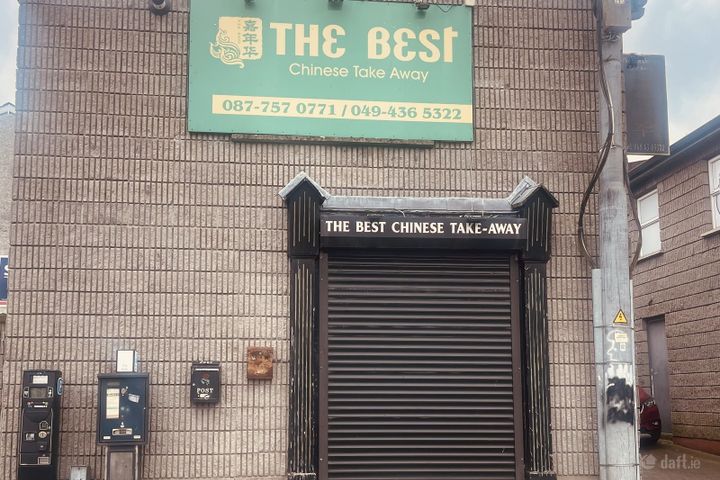 嘉年华
THE BEST
Chinese Take Away
087-757 0771 / 049-436 5322
THE BEST CHINESE TAKE-AWAY
POST
daft.ie